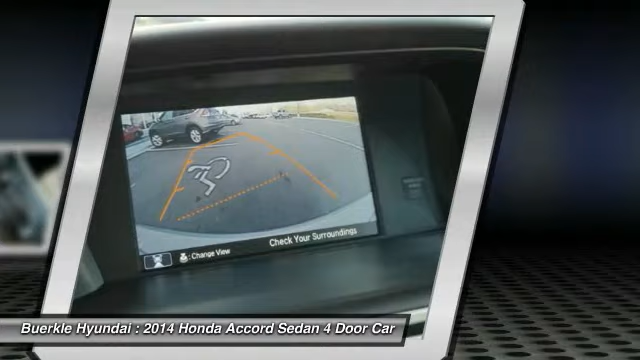 : Change View
Check Your Surroundings
Buerkle Hyundai : 2014 Honda Accord Sedan 4 Door Car